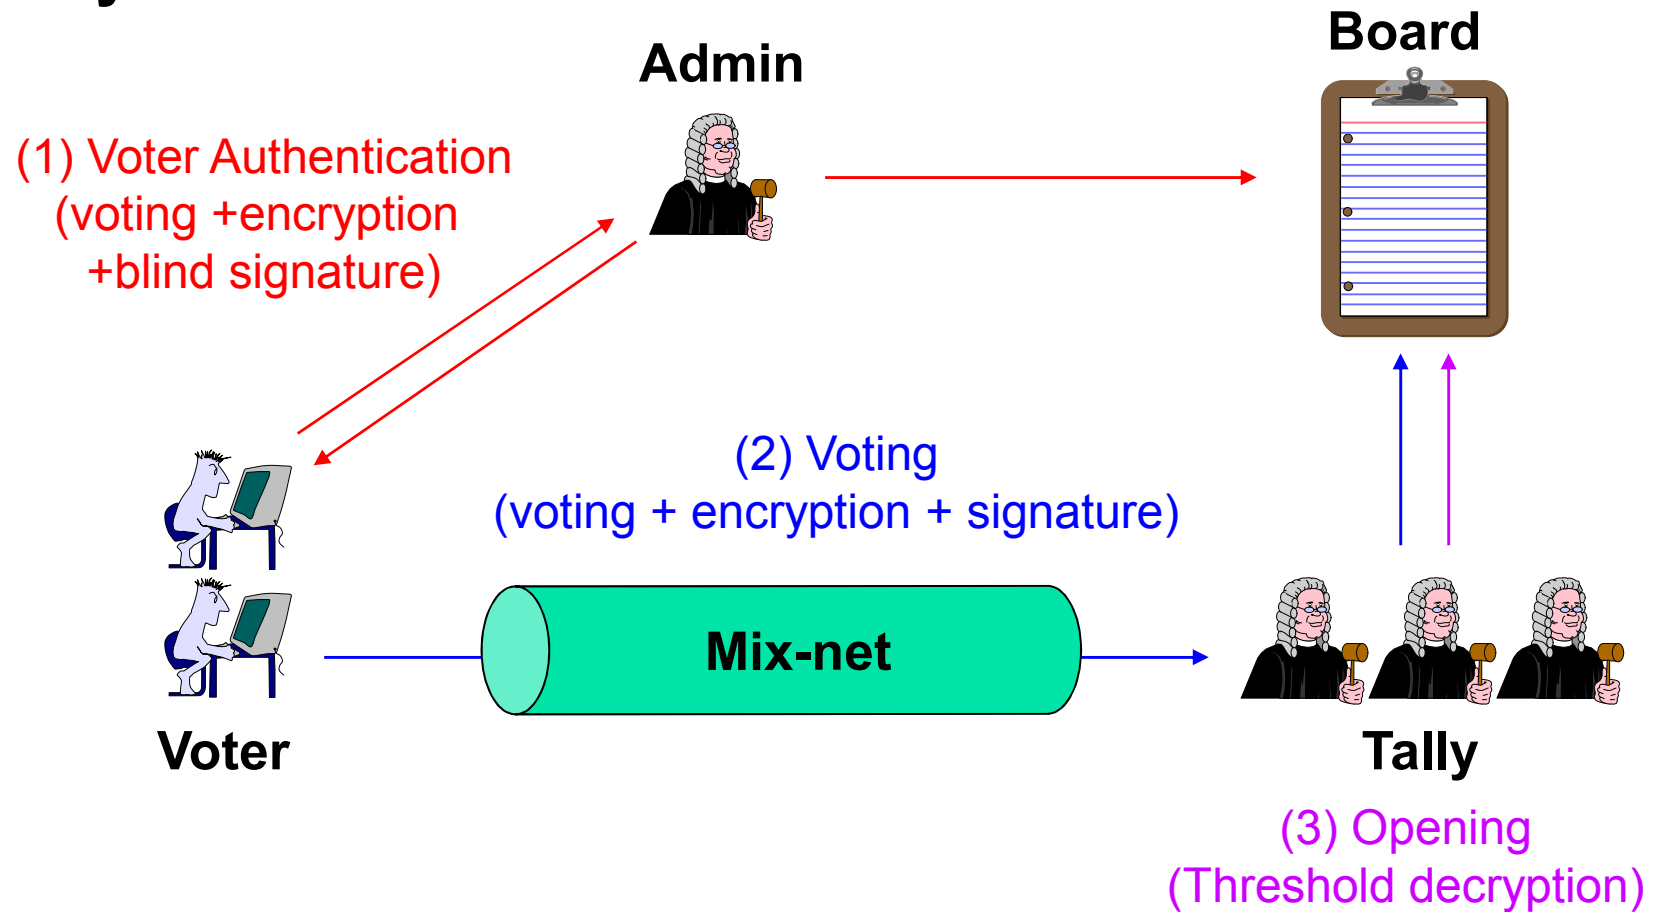 Board
Admin
(1) Voter Authentication
(voting +encryption
+blind signature)
(2) Voting
(voting + encryption + signature)
Mix-net
Voter
Tally
(3) Opening
(Threshold decryption)